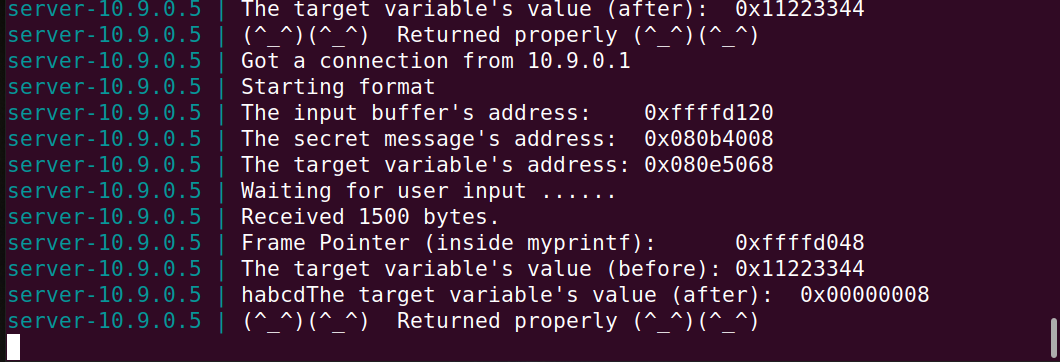 server-10.9.0.5 | The target variable's value (after):  0x11223344
server-10.9.0.5 | (^_^)(^_^)  Returned properly (^_^)(^_^)
server-10.9.0.5 | Got a connection from 10.9.0.1
server-10.9.0.5 | Starting format
server-10.9.0.5 | The input buffer's address:    0xffffd120
server-10.9.0.5 | The secret message's address:  0x080b4008
server-10.9.0.5 | The target variable's address: 0x080e5068
server-10.9.0.5 | Waiting for user input ......
server-10.9.0.5 | Received 1500 bytes.
server-10.9.0.5 | Frame Pointer (inside myprintf):      0xffffd048
server-10.9.0.5 | The target variable's value (before): 0x11223344
server-10.9.0.5 | habcdThe target variable's value (after):  0x00000008
server-10.9.0.5 | (^_^)(^_^)  Returned properly (^_^)(^_^)